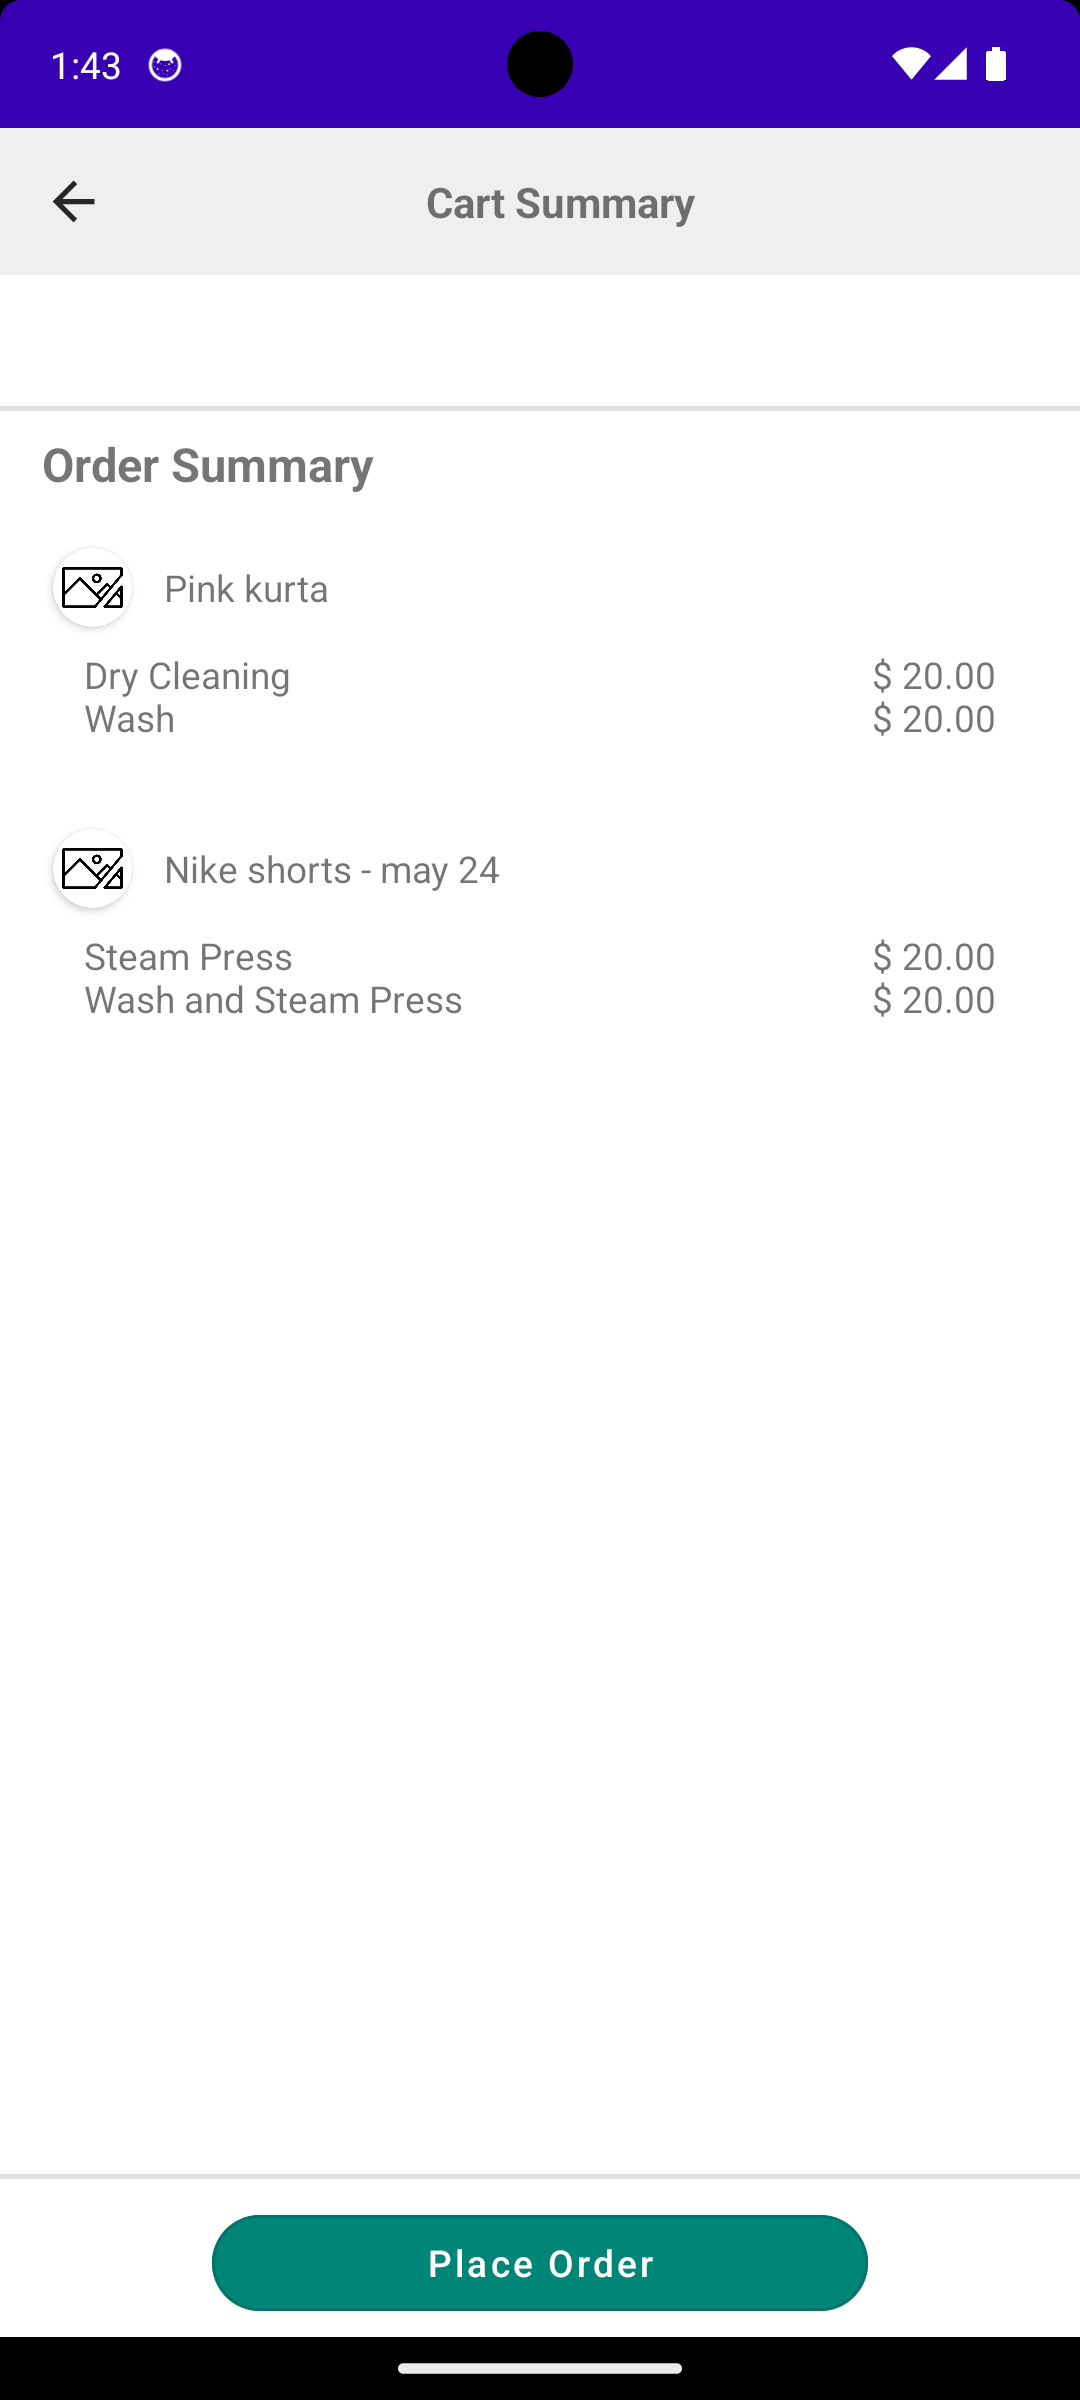 1:43
Cart Summary
Order Summary
Pink kurta
Dry Cleaning $ 20.00
Wash $ 20.00
Nike shorts - may 24
Steam Press $ 20.00
Wash and Steam Press $ 20.00
Place Order